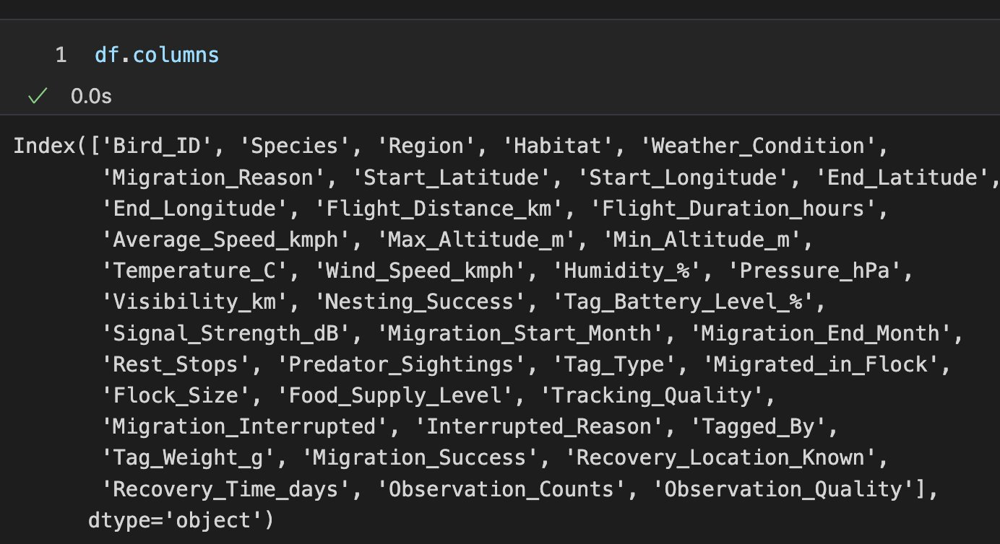 1 df.columns
0.0s
Index(['Bird_ID', 'Species', 'Region', 'Habitat', 'Weather_Condition',
'Migration_Reason', 'Start_Latitude', 'Start_Longitude', 'End_Latitude',
'End_Longitude', 'Flight_Distance_km', 'Flight_Duration_hours',
'Average_Speed_kmph', 'Max_Altitude_m', 'Min_Altitude_m',
'Temperature_C', 'Wind_Speed_kmph', 'Humidity_%', 'Pressure_hPa',
'Visibility_km', 'Nesting_Success', 'Tag_Battery_Level_%',
'Signal_Strength_dB', 'Migration_Start_Month', 'Migration_End_Month',
'Rest_Stops', 'Predator_Sightings', 'Tag_Type', 'Migrated_in_Flock',
'Flock_Size', 'Food_Supply_Level', 'Tracking_Quality',
'Migration_Interrupted', 'Interrupted_Reason', 'Tagged_By',
'Tag_Weight_g', 'Migration_Success', 'Recovery_Location_Known',
'Recovery_Time_days', 'Observation_Counts', 'Observation_Quality'],
dtype='object')